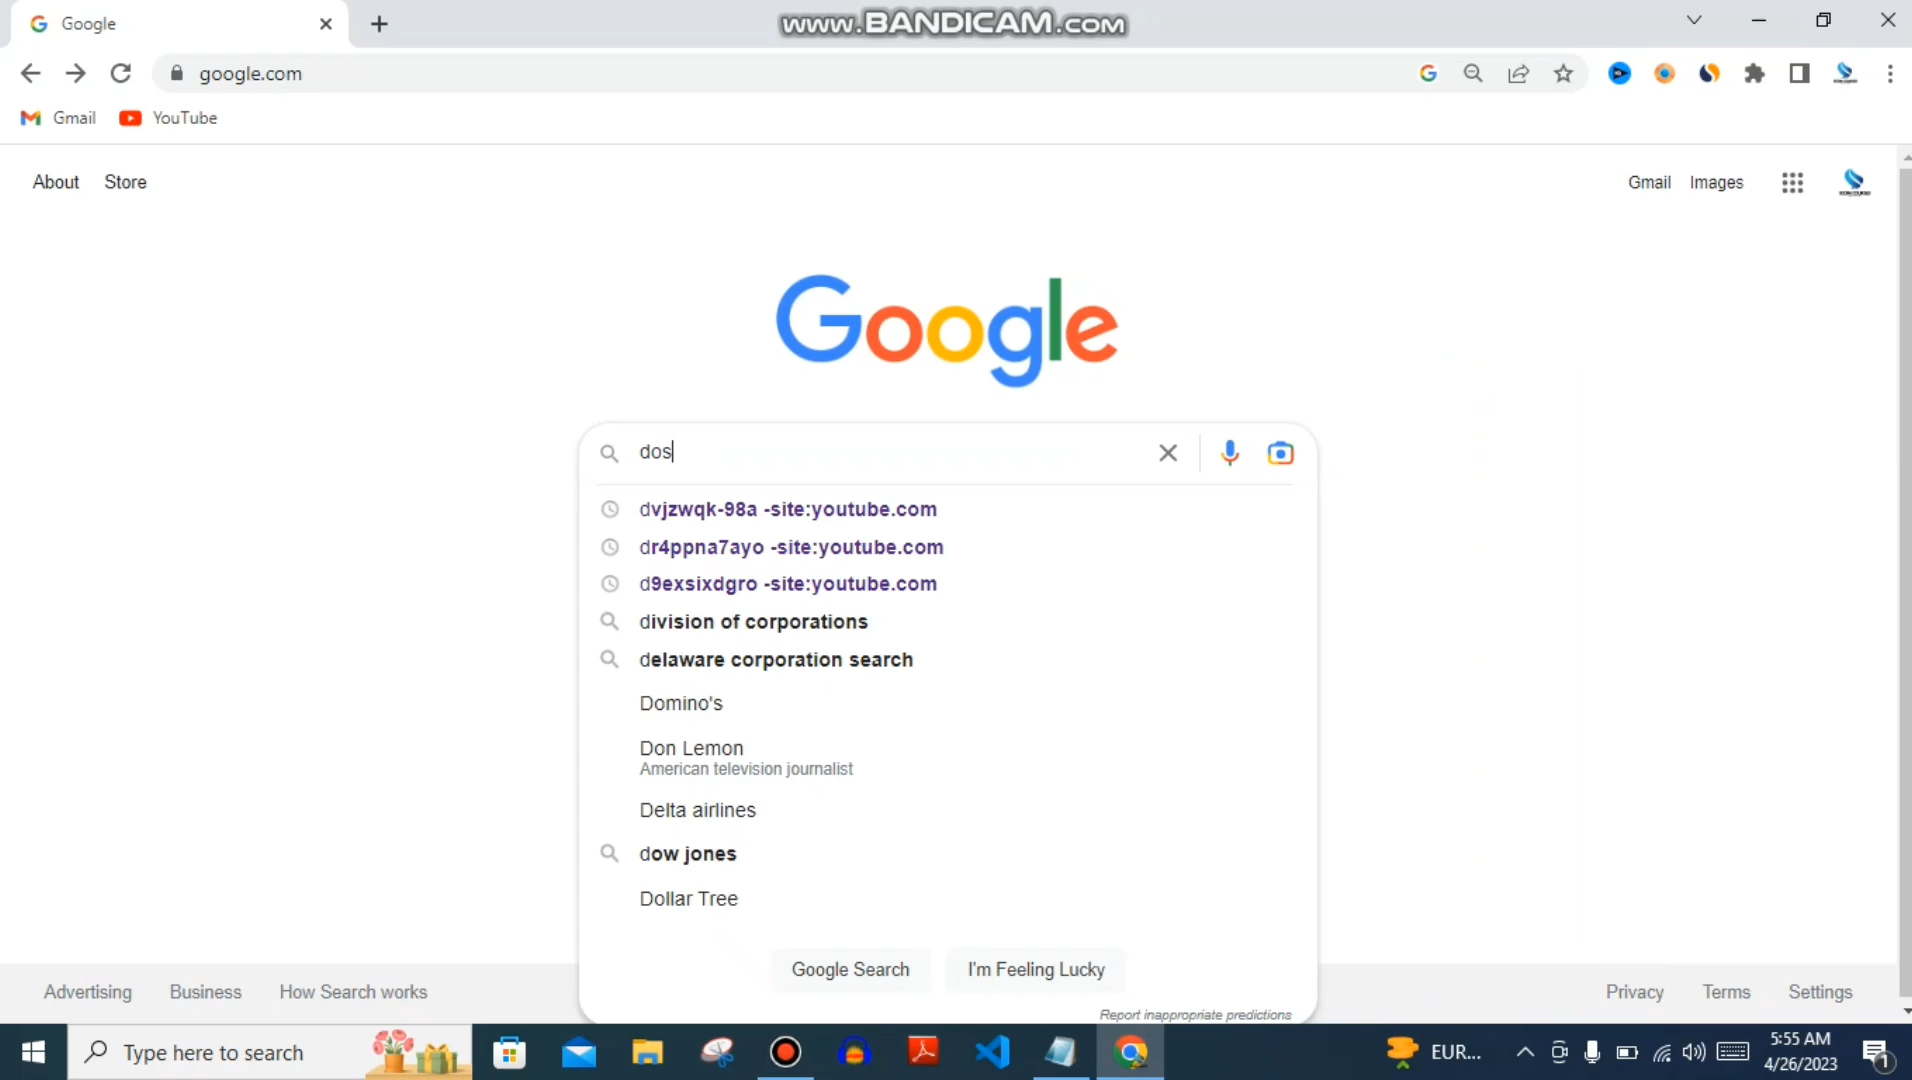 Google
www.BANDICAM.com
google.com
Gmail YouTube
About Store
Gmail Images
Google
dos
dvjzwqk-98a -site:youtube.com
dr4ppna7ayo -site:youtube.com
d9exsixdgro -site:youtube.com
division of corporations
delaware corporation search
Domino's
Don Lemon
American television journalist
Delta airlines
dow jones
Dollar Tree
Google Search I'm Feeling Lucky
Report inappropriate predictions
Advertising Business How Search works
Privacy Terms Settings
Type here to search
EUR...
5:55 AM
4/26/2023
1